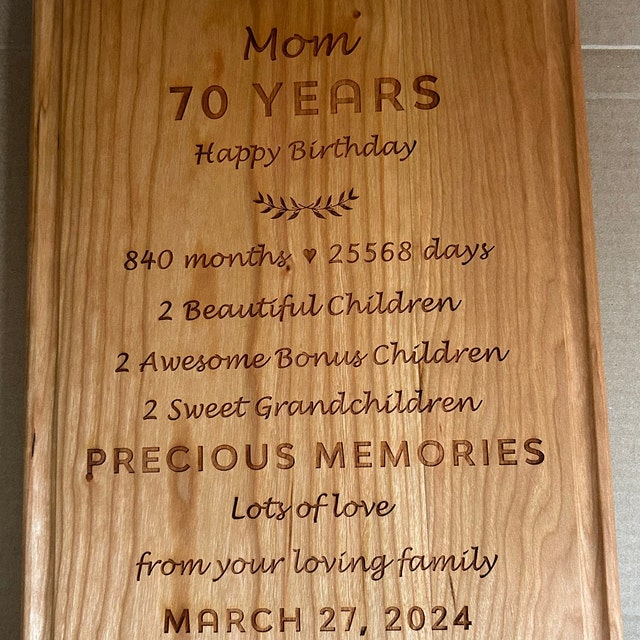 Mom
70 YEARS
Happy Birthday
840 months ♥ 25568 days
2 Beautiful Children
2 Awesome Bonus Children
2 Sweet Grandchildren
PRECIOUS MEMORIES
Lots of love
from your loving family
MARCH 27, 2024